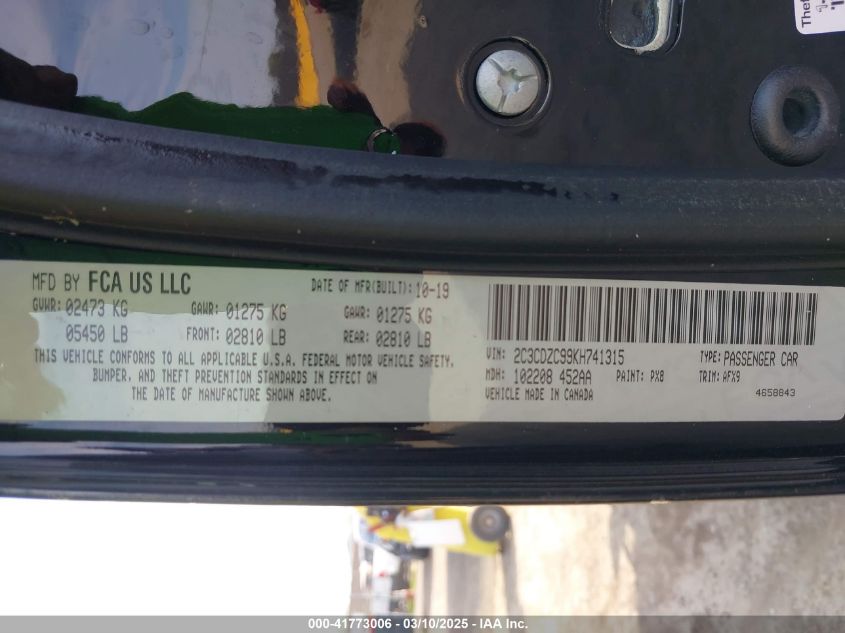 Thef
MFD BY FCA US LLC
DATE OF MFR(BUILT): 10-19
GVWR: 02473 KG GAWR: 01275 KG GAWR: 01275 KG
05450 LB FRONT: 02810 LB REAR: 02810 LB
THIS VEHICLE CONFORMS TO ALL APPLICABLE U.S.A. FEDERAL MOTOR VEHICLE SAFETY,
BUMPER, AND THEFT PREVENTION STANDARDS IN EFFECT ON
THE DATE OF MANUFACTURE SHOWN ABOVE.
VIN: 2C3CDZC99KH741315 TYPE: PASSENGER CAR
MDH: 102208 452AA PAINT: PX8 TRIM: AFX9
VEHICLE MADE IN CANADA 4658843
000-41773006 - 03/10/2025 - IAA Inc.